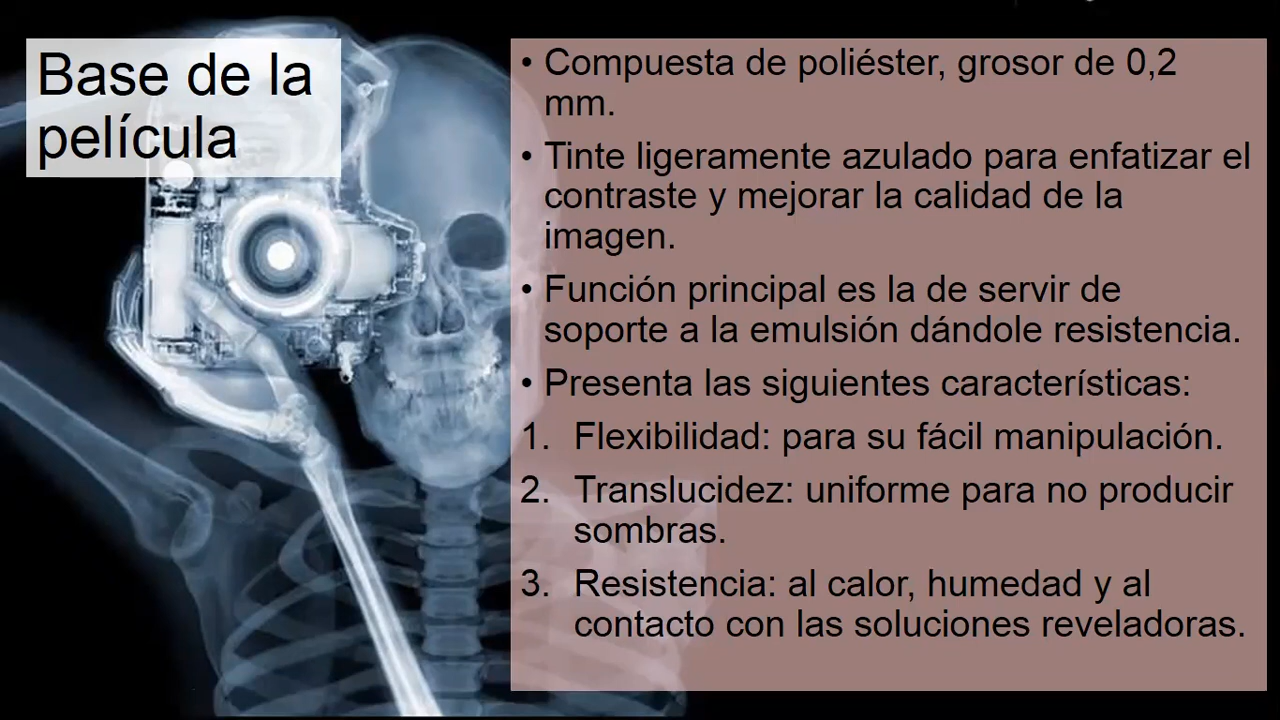 Base de la
película
• Compuesta de poliéster, grosor de 0,2
mm.
• Tinte ligeramente azulado para enfatizar el
contraste y mejorar la calidad de la
imagen.
• Función principal es la de servir de
soporte a la emulsión dándole resistencia.
• Presenta las siguientes características:
1. Flexibilidad: para su fácil manipulación.
2. Translucidez: uniforme para no producir
sombras.
3. Resistencia: al calor, humedad y al
contacto con las soluciones reveladoras.